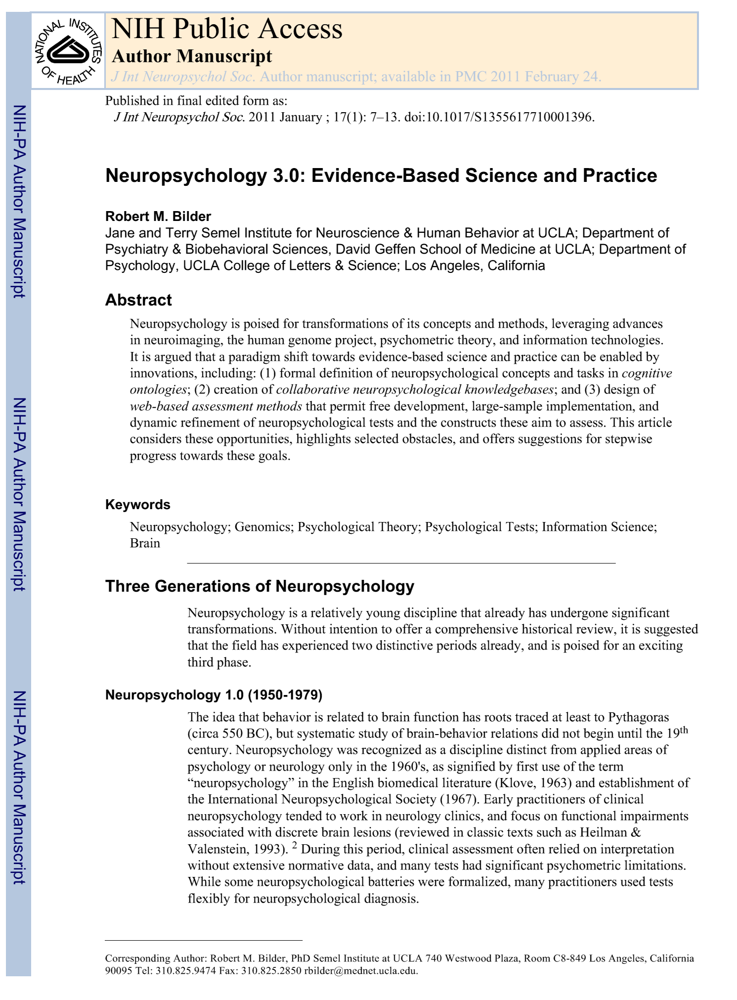 NATIONAL INSTITUTES
OF HEALTH
NIH Public Access
Author Manuscript
J Int Neuropsychol Soc. Author manuscript; available in PMC 2011 February 24.
Published in final edited form as:
J Int Neuropsychol Soc. 2011 January ; 17(1): 7–13. doi:10.1017/S1355617710001396.
Neuropsychology 3.0: Evidence-Based Science and Practice
Robert M. Bilder
Jane and Terry Semel Institute for Neuroscience & Human Behavior at UCLA; Department of
Psychiatry & Biobehavioral Sciences, David Geffen School of Medicine at UCLA; Department of
Psychology, UCLA College of Letters & Science; Los Angeles, California
Abstract
Neuropsychology is poised for transformations of its concepts and methods, leveraging advances
in neuroimaging, the human genome project, psychometric theory, and information technologies.
It is argued that a paradigm shift towards evidence-based science and practice can be enabled by
innovations, including: (1) formal definition of neuropsychological concepts and tasks in cognitive
ontologies; (2) creation of collaborative neuropsychological knowledgebases; and (3) design of
web-based assessment methods that permit free development, large-sample implementation, and
dynamic refinement of neuropsychological tests and the constructs these aim to assess. This article
considers these opportunities, highlights selected obstacles, and offers suggestions for stepwise
progress towards these goals.
Keywords
Neuropsychology; Genomics; Psychological Theory; Psychological Tests; Information Science;
Brain
Three Generations of Neuropsychology
Neuropsychology is a relatively young discipline that already has undergone significant
transformations. Without intention to offer a comprehensive historical review, it is suggested
that the field has experienced two distinctive periods already, and is poised for an exciting
third phase.
Neuropsychology 1.0 (1950-1979)
The idea that behavior is related to brain function has roots traced at least to Pythagoras
(circa 550 BC), but systematic study of brain-behavior relations did not begin until the 19th
century. Neuropsychology was recognized as a discipline distinct from applied areas of
psychology or neurology only in the 1960's, as signified by first use of the term
“neuropsychology” in the English biomedical literature (Klove, 1963) and establishment of
the International Neuropsychological Society (1967). Early practitioners of clinical
neuropsychology tended to work in neurology clinics, and focus on functional impairments
associated with discrete brain lesions (reviewed in classic texts such as Heilman &
Valenstein, 1993). 2 During this period, clinical assessment often relied on interpretation
without extensive normative data, and many tests had significant psychometric limitations.
While some neuropsychological batteries were formalized, many practitioners used tests
flexibly for neuropsychological diagnosis.
Corresponding Author: Robert M. Bilder, PhD Semel Institute at UCLA 740 Westwood Plaza, Room C8-849 Los Angeles, California
90095 Tel: 310.825.9474 Fax: 310.825.2850 rbilder@mednet.ucla.edu.
NIH-PA Author Manuscript
NIH-PA Author Manuscript
NIH-PA Author Manuscript